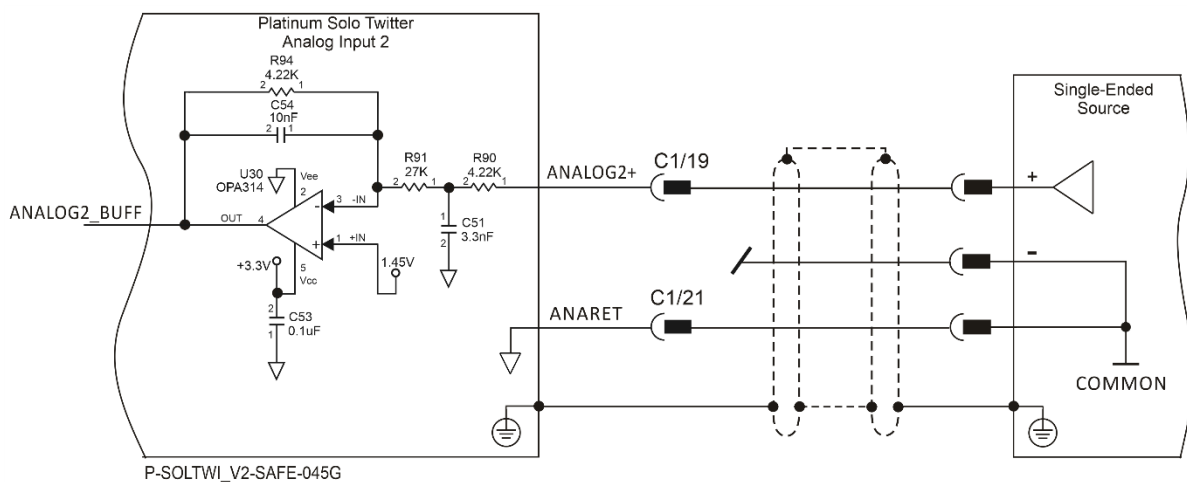 Platinum Solo Twitter
Analog Input 2
R94
4.22K
2 1
C54
10nF
2 1
U30
OPA314
Vee
2
3 -IN
-
ANALOG2_BUFF
OUT 4
+
1 +IN
+3.3V
5
Vcc
1.45V
2
1
C53
0.1uF
R91
27K
2 1
R90
4.22K
2 1
1
2
C51
3.3nF
ANALOG2+
C1/19
ANARET
C1/21
Single-Ended
Source
+
-
COMMON
P-SOLTWI_V2-SAFE-045G